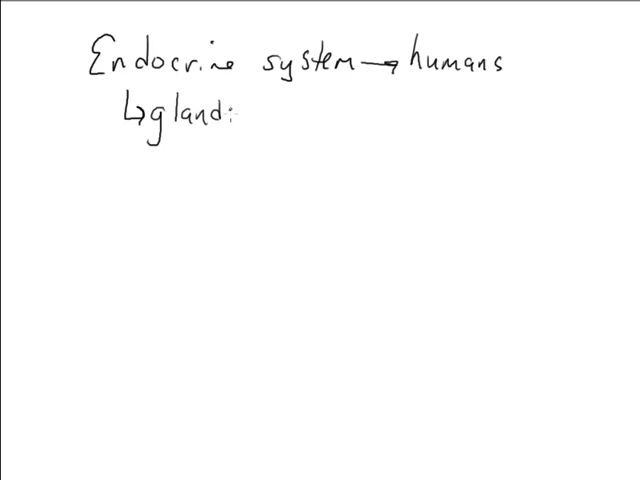 Endocrine system → humans
↳ gland: